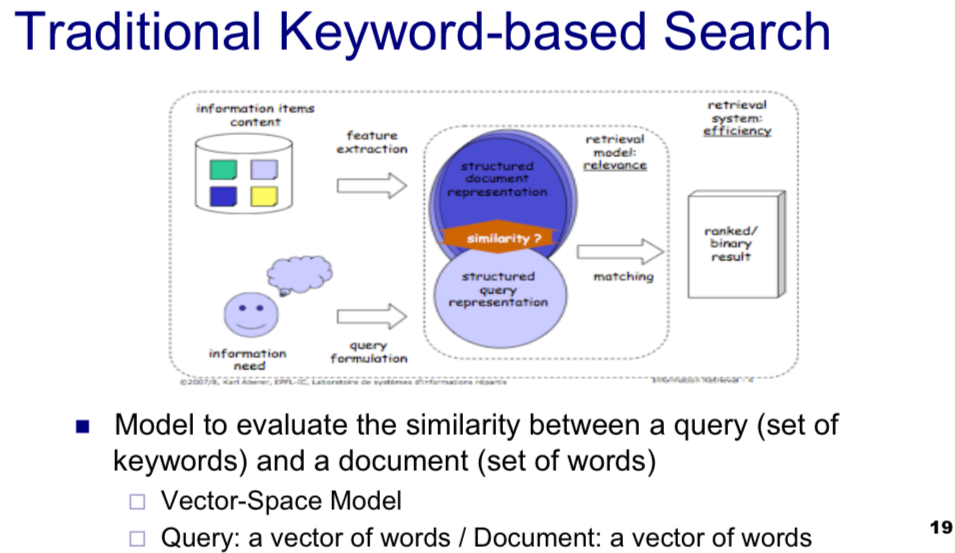 Traditional Keyword-based Search
information items
content
feature
extraction
structured
document
representation
retrieval
model:
relevance
retrieval
system:
efficiency
similarity ?
ranked/
binary
result
matching
structured
query
representation
information
need
query
formulation
©2007/8, Karl Aberer, EPFL-IC, Laboratoire de systèmes d'informations répartis
Information Retrieval -
Model to evaluate the similarity between a query (set of
keywords) and a document (set of words)
Vector-Space Model
Query: a vector of words / Document: a vector of words
19